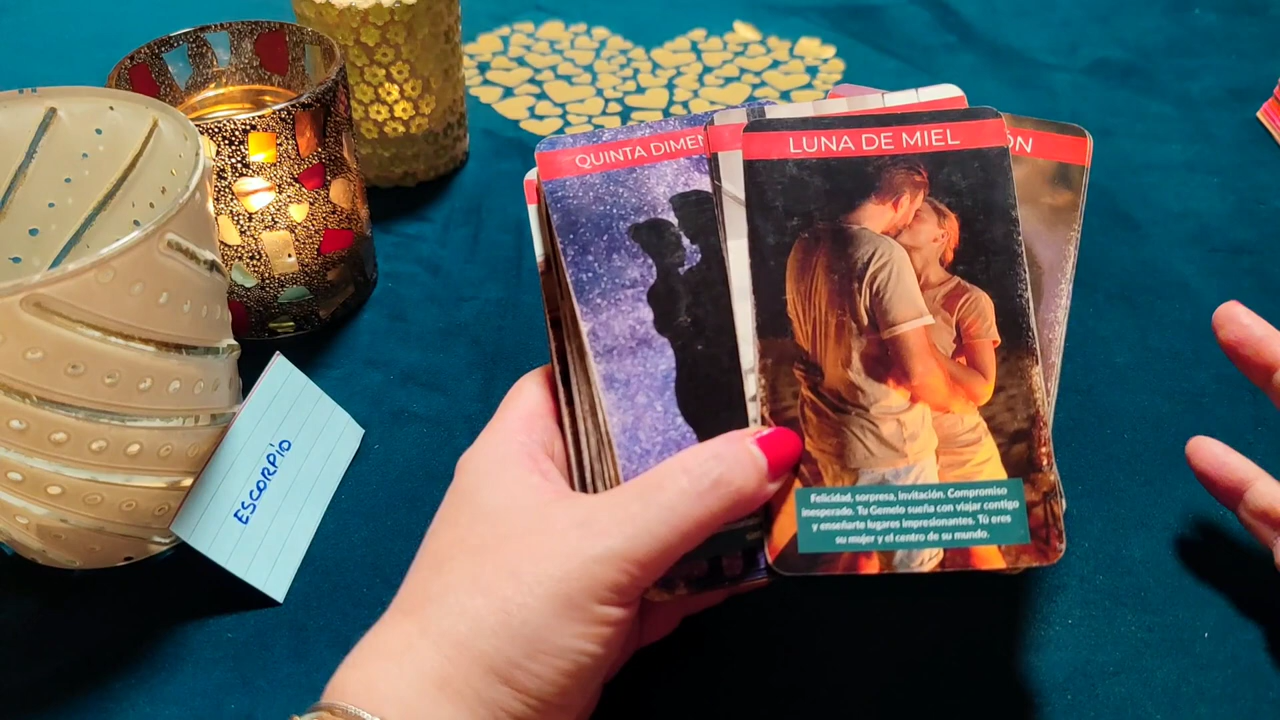 QUINTA DIMEN
LUNA DE MIEL
ÓN
ESCORPIO
Felicidad, sorpresa, invitación. Compromiso
inesperado. Tu Gemelo sueña con viajar contigo
y enseñarte lugares impresionantes. Tú eres
su mujer y el centro de su mundo.